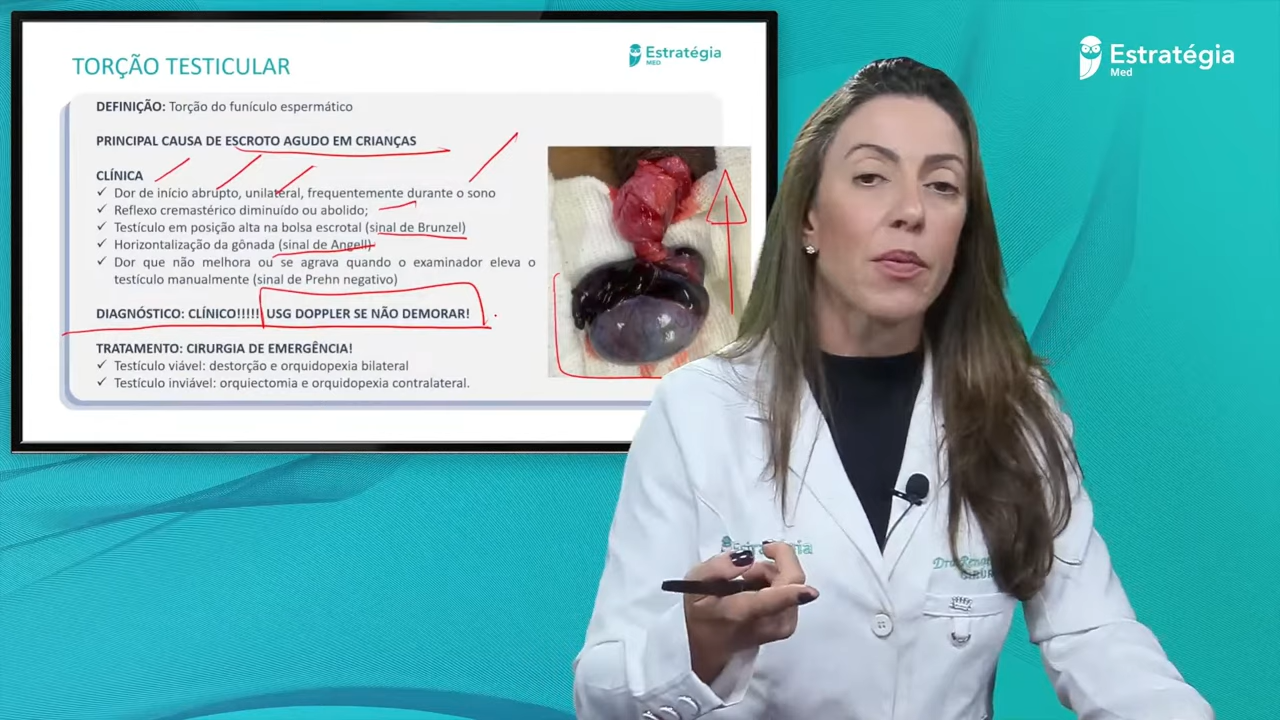 TORÇÃO TESTICULAR
Estratégia
MED
Estratégia
Med
DEFINIÇÃO: Torção do funículo espermático
PRINCIPAL CAUSA DE ESCROTO AGUDO EM CRIANÇAS
CLÍNICA
✓ Dor de início abrupto, unilateral, frequentemente durante o sono
✓ Reflexo cremastérico diminuído ou abolido;
✓ Testículo em posição alta na bolsa escrotal (sinal de Brunzel)
✓ Horizontalização da gônada (sinal de Angell)
✓ Dor que não melhora ou se agrava quando o examinador eleva o
testículo manualmente (sinal de Prehn negativo)
DIAGNÓSTICO: CLÍNICO!!!!! USG DOPPLER SE NÃO DEMORAR!
TRATAMENTO: CIRURGIA DE EMERGÊNCIA!
✓ Testículo viável: destorção e orquidopexia bilateral
✓ Testículo inviável: orquiectomia e orquidopexia contralateral.